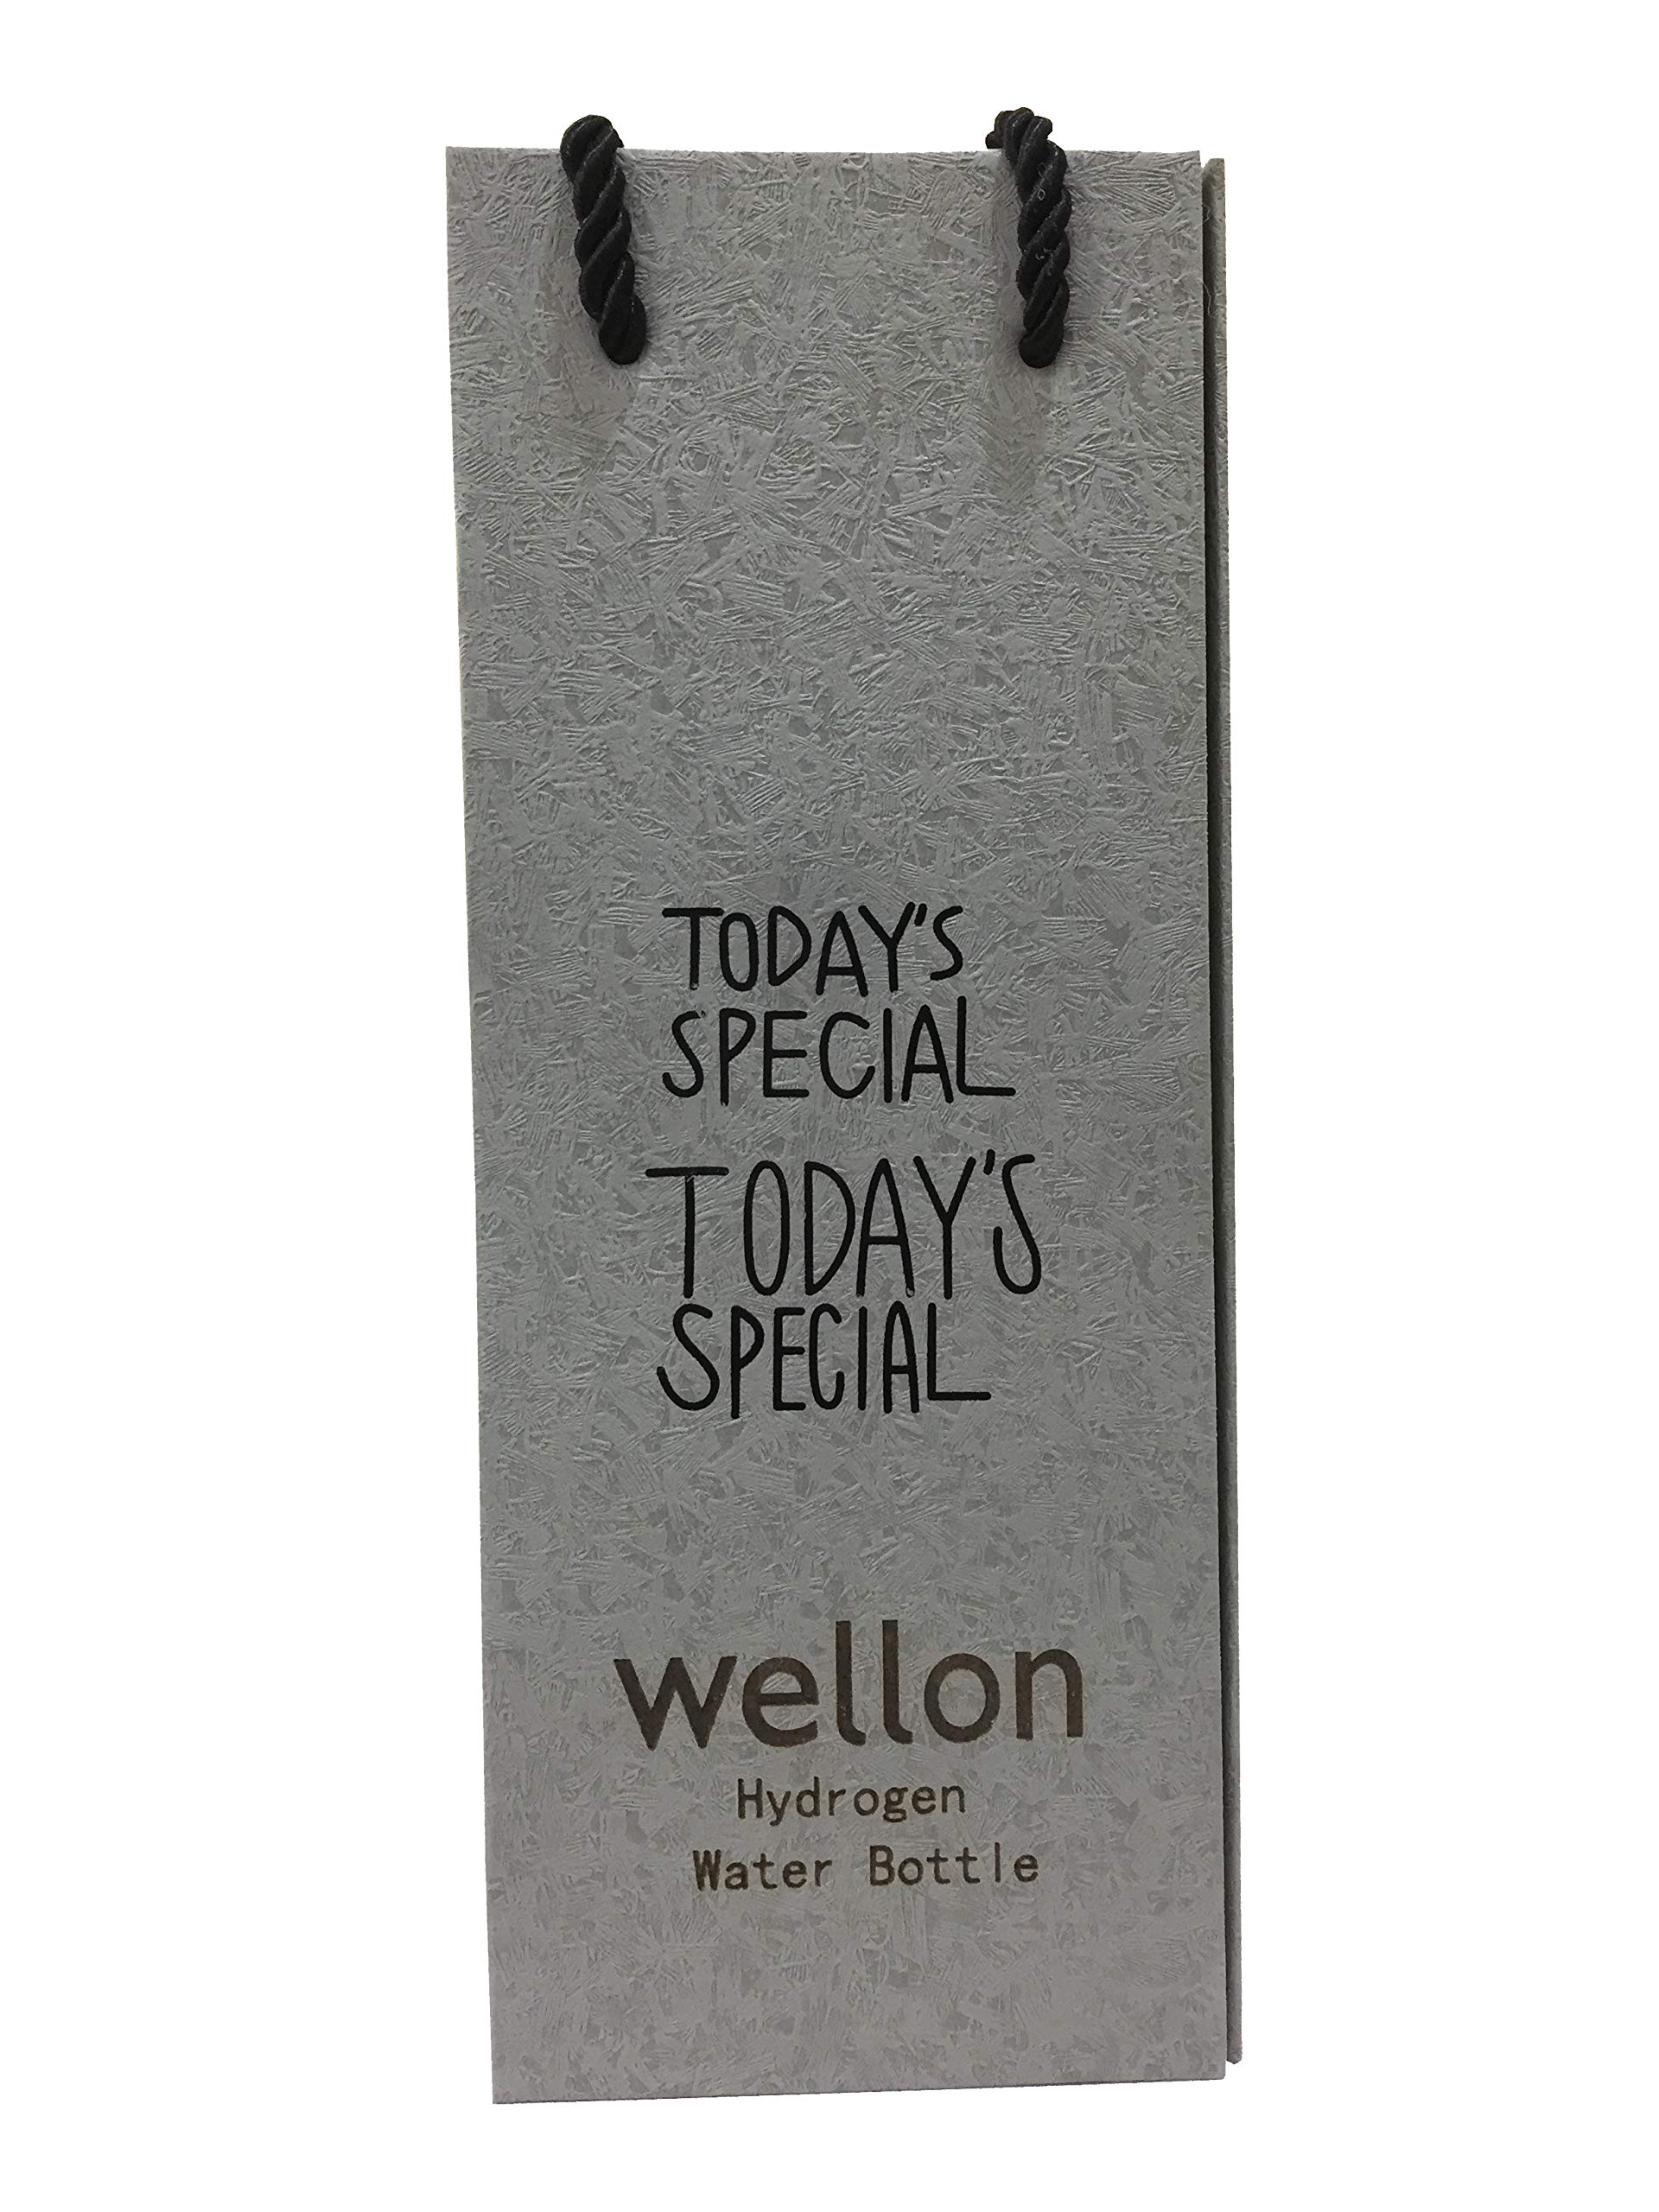 TODAY'S
SPECIAL
TODAY'S
SPECIAL
wellon
Hydrogen
Water Bottle